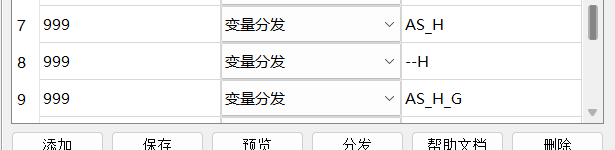 7 999 变量分发 AS_H
8 999 变量分发 --H
9 999 变量分发 AS_H_G
添加 保存 预览 分发 帮助文档 删除